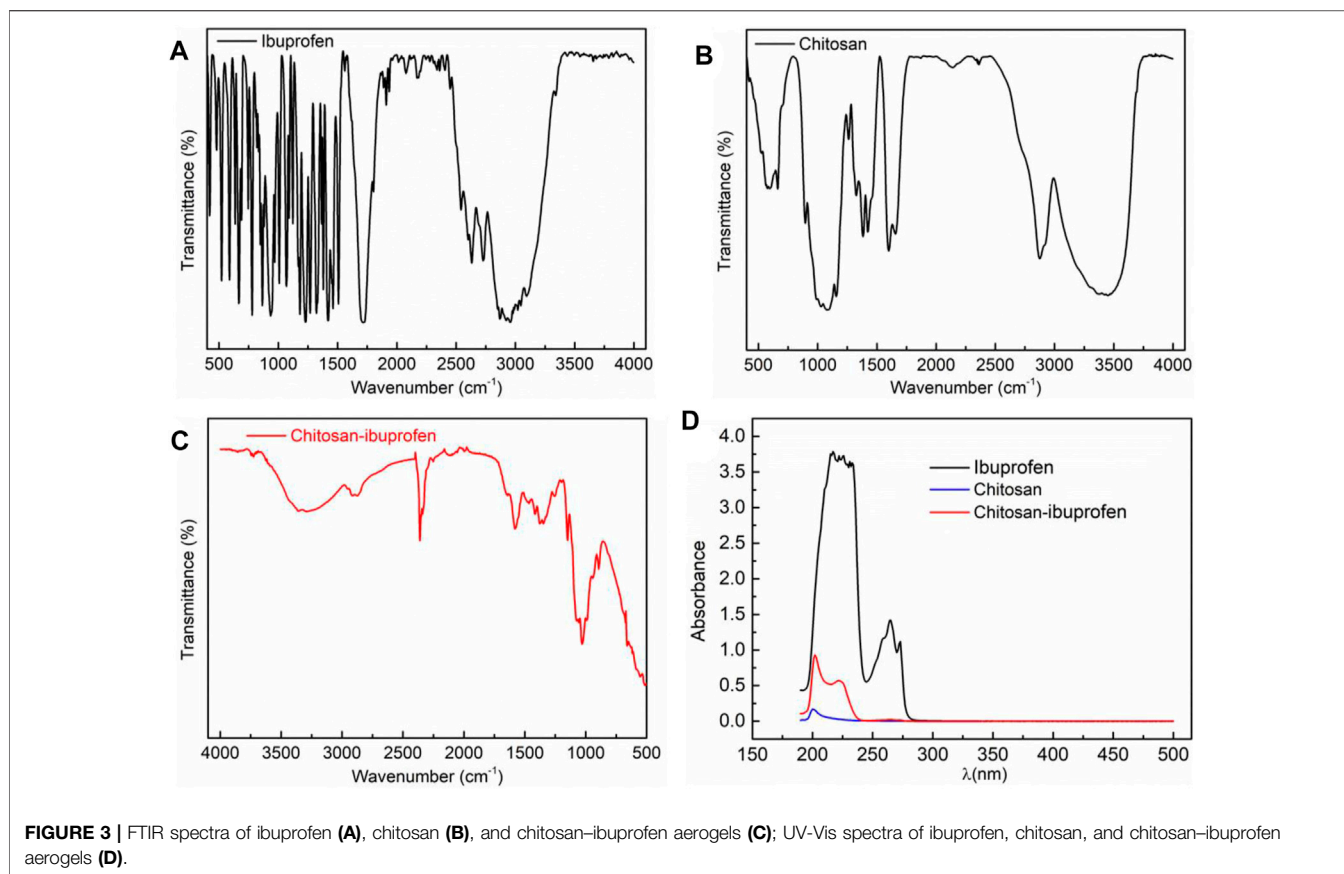 A
Ibuprofen
Transmittance (%)
500 1000 1500 2000 2500 3000 3500 4000
Wavenumber (cm⁻¹)
B
Chitosan
Transmittance (%)
500 1000 1500 2000 2500 3000 3500 4000
Wavenumber (cm⁻¹)
C
Chitosan-ibuprofen
Transmittance (%)
4000 3500 3000 2500 2000 1500 1000 500
Wavenumber (cm⁻¹)
D
4.0
3.5
3.0
2.5
2.0
1.5
1.0
0.5
0.0
Absorbance
Ibuprofen
Chitosan
Chitosan-ibuprofen
150 200 250 300 350 400 450 500
λ(nm)
FIGURE 3 | FTIR spectra of ibuprofen (A), chitosan (B), and chitosan–ibuprofen aerogels (C); UV-Vis spectra of ibuprofen, chitosan, and chitosan–ibuprofen
aerogels (D).